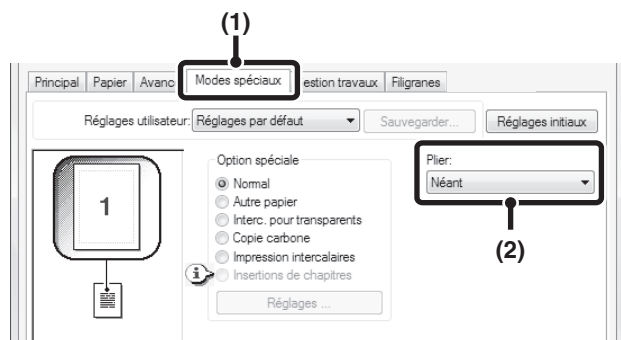 (1)
Principal Papier Avanc Modes spéciaux estion travaux Filigranes
Réglages utilisateur: Réglages par défaut Sauvegarder... Réglages initiaux
Option spéciale
Normal
Autre papier
Interc. pour transparents
Copie carbone
Impression intercalaires
Insertions de chapitres
Réglages ...
Plier:
Néant
(2)
1